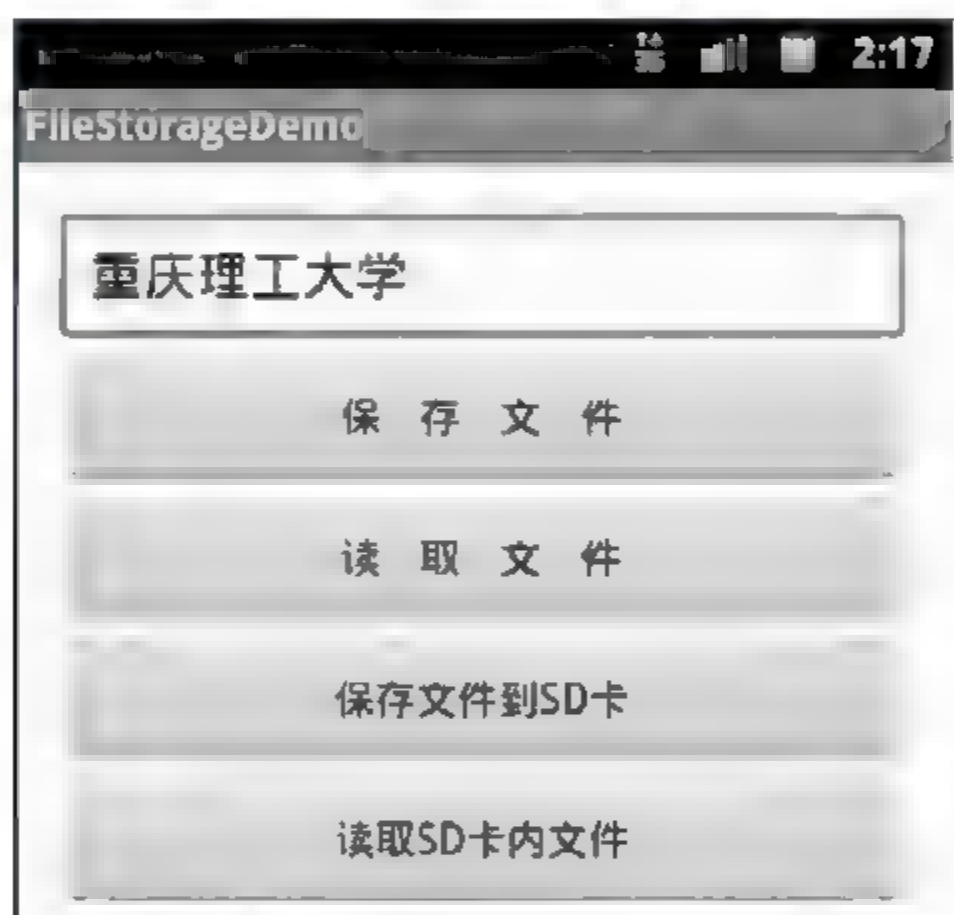 2:17
FileStorageDemo
重庆理工大学
保 存 文 件
读 取 文 件
保存文件到SD卡
读取SD卡内文件